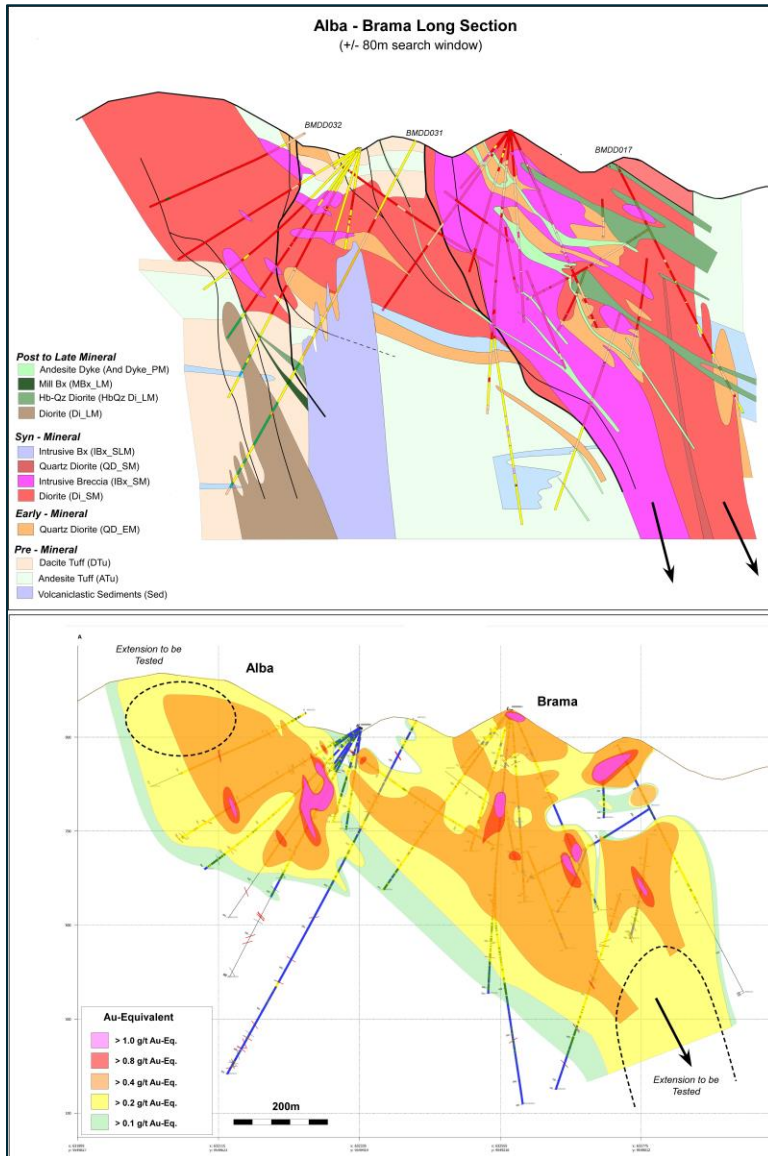 Alba - Brama Long Section
(+/- 80m search window)
BMDD032
BMDD031
BMDD017
Post to Late Mineral
Andesite Dyke (And Dyke_PM)
Mill Bx (MBx_LM)
Hb-Qz Diorite (HbQz Di_LM)
Diorite (Di_LM)
Syn - Mineral
Intrusive Bx (IBx_SLM)
Quartz Diorite (QD_SM)
Intrusive Breccia (IBx_SM)
Diorite (Di_SM)
Early - Mineral
Quartz Diorite (QD_EM)
Pre - Mineral
Dacite Tuff (DTu)
Andesite Tuff (ATu)
Volcaniclastic Sediments (Sed)
A
Extension to be
Tested
Alba
Brama
Au-Equivalent
> 1.0 g/t Au-Eq.
> 0.8 g/t Au-Eq.
> 0.4 g/t Au-Eq.
> 0.2 g/t Au-Eq.
> 0.1 g/t Au-Eq.
200m
Extension to be
Tested